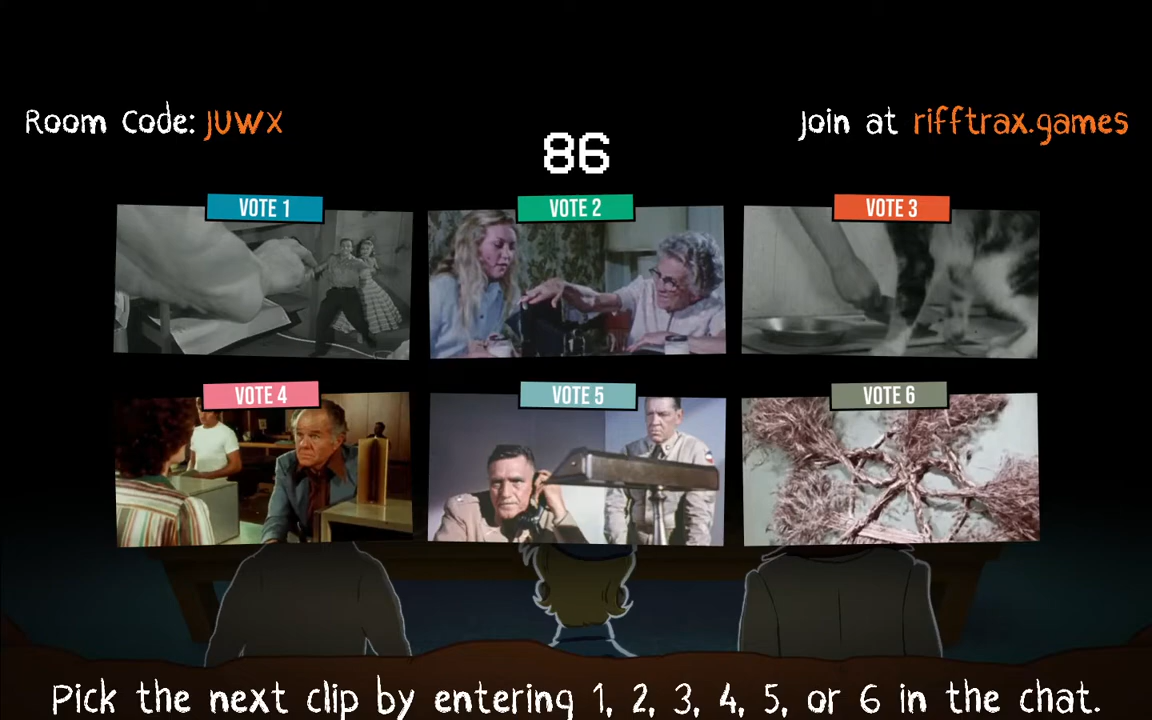 Room Code: JUWX
Join at rifftrax.games
86
VOTE 1
VOTE 2
VOTE 3
VOTE 4
VOTE 5
VOTE 6
Pick the next clip by entering 1, 2, 3, 4, 5, or 6 in the chat.